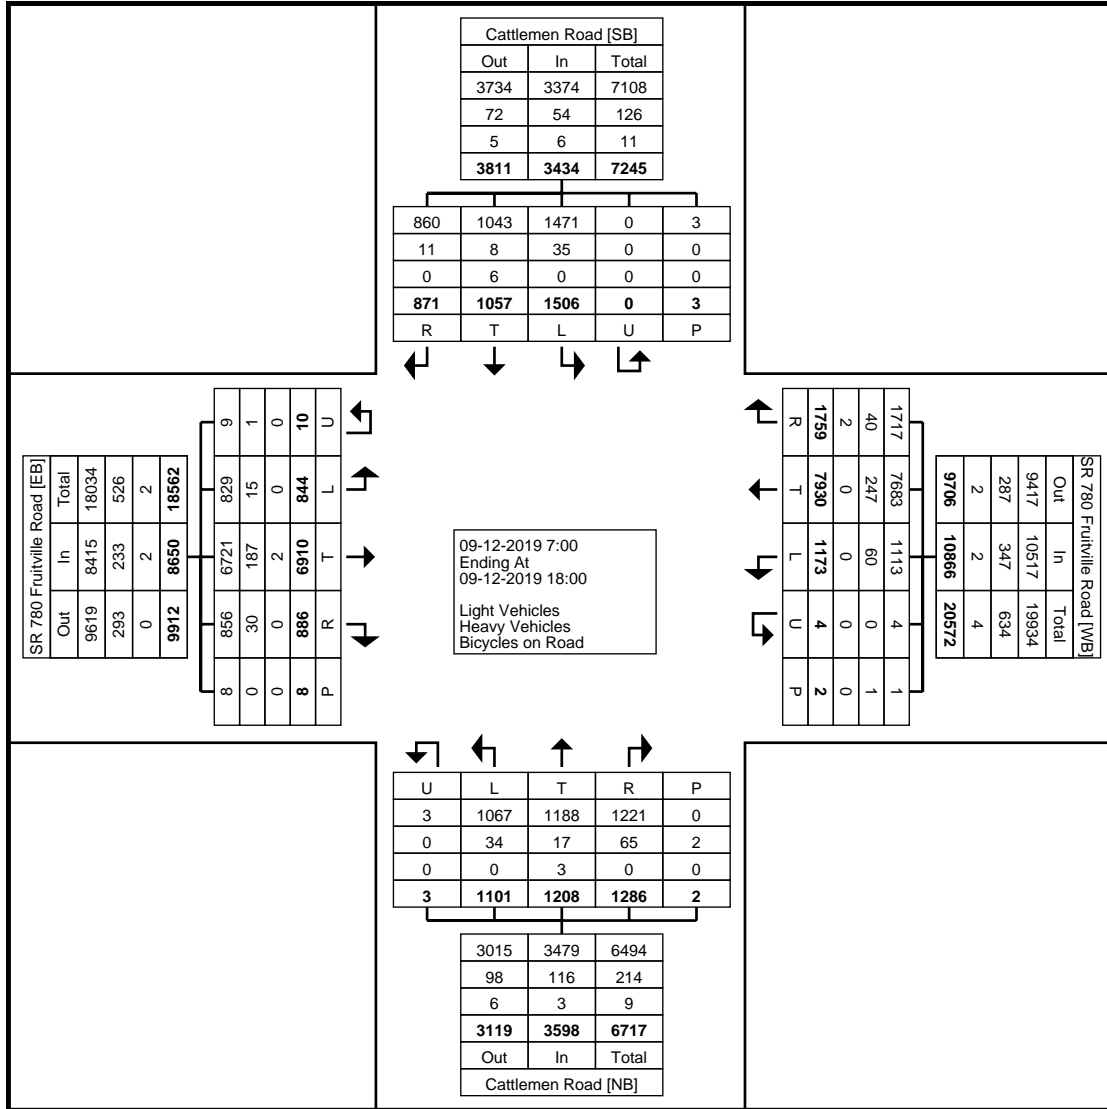 Cattlemen Road [SB]
Out In Total
3734 3374 7108
72 54 126
5 6 11
3811 3434 7245
860 1043 1471 0 3
11 8 35 0 0
0 6 0 0 0
871 1057 1506 0 3
R T L U P
SR 780 Fruitville Road [EB]
Total In Out
18034 8415 9619
526 233 293
2 2 0
18562 8650 9912
9 829 6721 856 8
1 15 187 30 0
0 0 2 0 0
10 844 6910 886 8
U L T R P
09-12-2019 7:00
Ending At
09-12-2019 18:00
Light Vehicles
Heavy Vehicles
Bicycles on Road
1717 7683 1113 4 1
40 247 60 0 1
2 0 0 0 0
1759 7930 1173 4 2
R T L U P
SR 780 Fruitville Road [WB]
Out In Total
9417 10517 19934
287 347 634
2 2 4
9706 10866 20572
U L T R P
3 1067 1188 1221 0
0 34 17 65 2
0 0 3 0 0
3 1101 1208 1286 2
3015 3479 6494
98 116 214
6 3 9
3119 3598 6717
Out In Total
Cattlemen Road [NB]